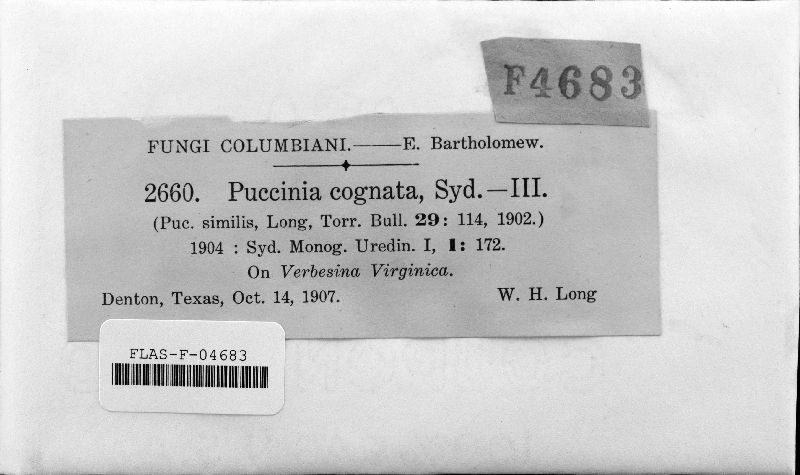 F4683
FUNGI COLUMBIANI.——E. Bartholomew.
2660. Puccinia cognata, Syd.—III.
(Puc. similis, Long, Torr. Bull. 29: 114, 1902.)
1904 : Syd. Monog. Uredin. I, 1: 172.
On Verbesina Virginica.
Denton, Texas, Oct. 14, 1907. W. H. Long
FLAS-F-04683